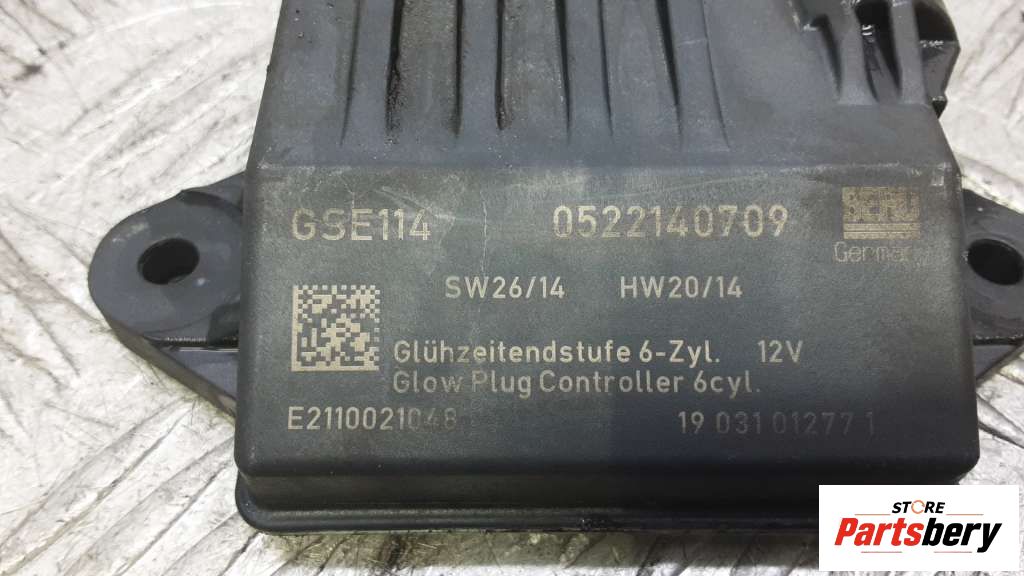 GSE114 0522140709 BERU
Germany
SW26/14 HW20/14
Glühzeitendstufe 6-Zyl. 12V
Glow Plug Controller 6cyl.
E2110021048 19 031 01277 1
STORE
Partsbery